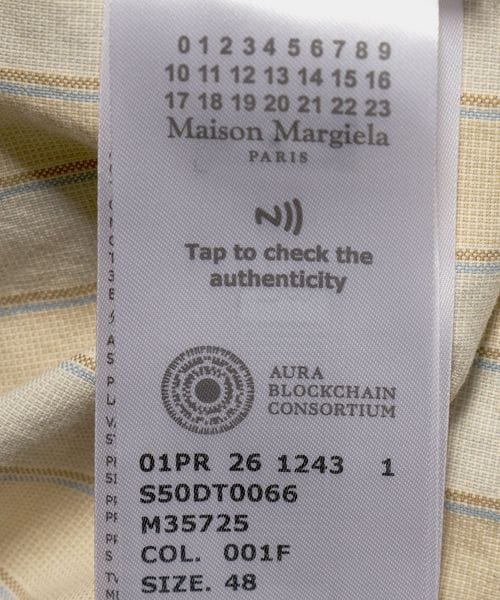 0 1 2 3 4 5 6 7 8 9
10 11 12 13 14 15 16
17 18 19 20 21 22 23
Maison Margiela
PARIS
Tap to check the
authenticity
AURA
BLOCKCHAIN
CONSORTIUM
01PR 26 1243 1
S50DT0066
M35725
COL. 001F
SIZE. 48